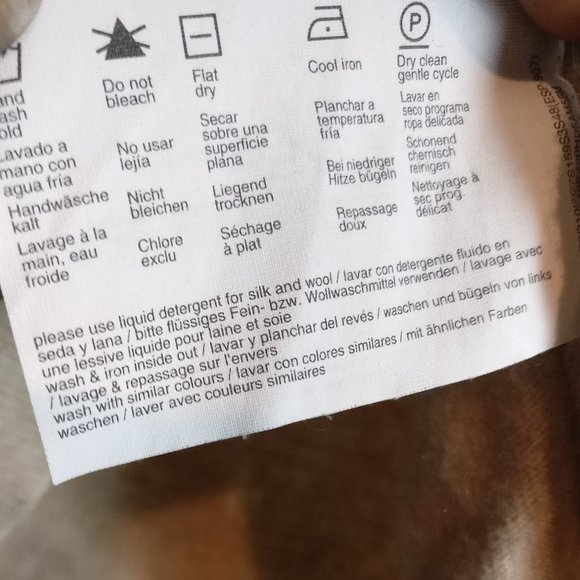 P
and
ash
old
Do not
bleach
Flat
dry
Cool iron
Dry clean
gentle cycle
Lavado a
mano con
agua fría
No usar
lejía
Secar
sobre una
superficie
plana
Planchar a
temperatura
fría
Lavar en
seco programa
ropa delicada
Handwäsche
kalt
Nicht
bleichen
Liegend
trocknen
Bei niedriger
Hitze bügeln
Schonend
chemisch
reinigen
Lavage à la
main, eau
froide
Chlore
exclu
Séchage
à plat
Repassage
doux
Nettoyage à
sec prog.
délicat
please use liquid detergent for silk and wool / lavar con detergente fluido en
seda y lana / bitte flüssiges Fein- bzw. Wollwaschmittel verwenden / lavage avec
une lessive liquide pour laine et soie
wash & iron inside out / lavar y planchar del revés / waschen und bügeln von links
/ lavage & repassage sur l'envers
wash with similar colours / lavar con colores similares / mit ähnlichen Farben
waschen / laver avec couleurs similaires